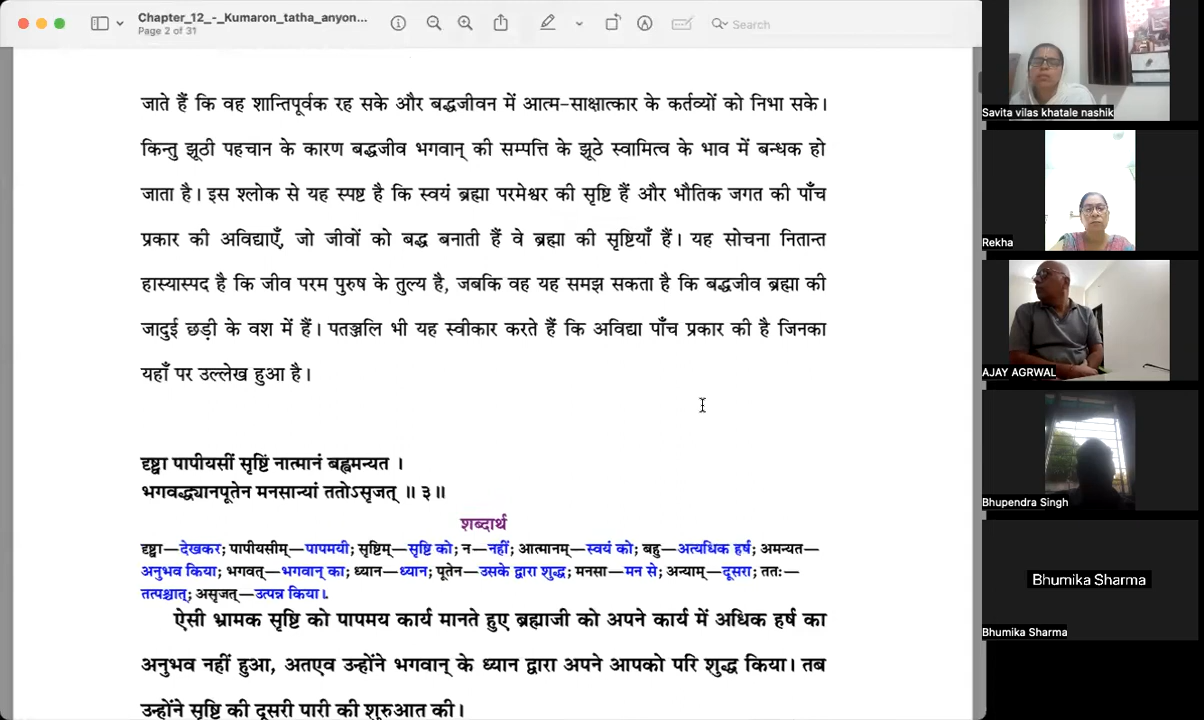 Chapter_12_-_Kumaron_tatha_anyon...
Page 2 of 31
Search
जाते हैं कि वह शान्तिपूर्वक रह सके और बद्धजीवन में आत्म-साक्षात्कार के कर्तव्यों को निभा सके।
किन्तु झूठी पहचान के कारण बद्धजीव भगवान् की सम्पत्ति के झूठे स्वामित्व के भाव में बन्धक हो
जाता है। इस श्लोक से यह स्पष्ट है कि स्वयं ब्रह्मा परमेश्वर की सृष्टि हैं और भौतिक जगत की पाँच
प्रकार की अविद्याएँ, जो जीवों को बद्ध बनाती हैं वे ब्रह्मा की सृष्टियाँ हैं। यह सोचना नितान्त
हास्यास्पद है कि जीव परम पुरुष के तुल्य है, जबकि वह यह समझ सकता है कि बद्धजीव ब्रह्मा की
जादुई छड़ी के वश में हैं। पतञ्जलि भी यह स्वीकार करते हैं कि अविद्या पाँच प्रकार की है जिनका
यहाँ पर उल्लेख हुआ है।
दृष्ट्वा पापीयसीं सृष्टिं नात्मानं बह्वमन्यत ।
भगवद्ध्यानपूतेन मनसान्यां ततोऽसृजत् ॥ ३॥
शब्दार्थ
दृष्ट्वा—देखकर; पापीयसीम्—पापमयी; सृष्टिम्—सृष्टि को; न—नहीं; आत्मानम्—स्वयं को; बहु—अत्यधिक हर्ष; अमन्यत—
अनुभव किया; भगवत्—भगवान् का; ध्यान—ध्यान; पूतेन—उसके द्वारा शुद्ध; मनसा—मन से; अन्याम्—दूसरा; ततः—
तत्पश्चात्; असृजत्—उत्पन्न किया।
ऐसी भ्रामक सृष्टि को पापमय कार्य मानते हुए ब्रह्माजी को अपने कार्य में अधिक हर्ष का
अनुभव नहीं हुआ, अतएव उन्होंने भगवान् के ध्यान द्वारा अपने आपको परि शुद्ध किया। तब
उन्होंने सृष्टि की दूसरी पारी की शुरुआत की।
Savita vilas khatale nashik
Rekha
AJAY AGRWAL
Bhupendra Singh
Bhumika Sharma
Bhumika Sharma